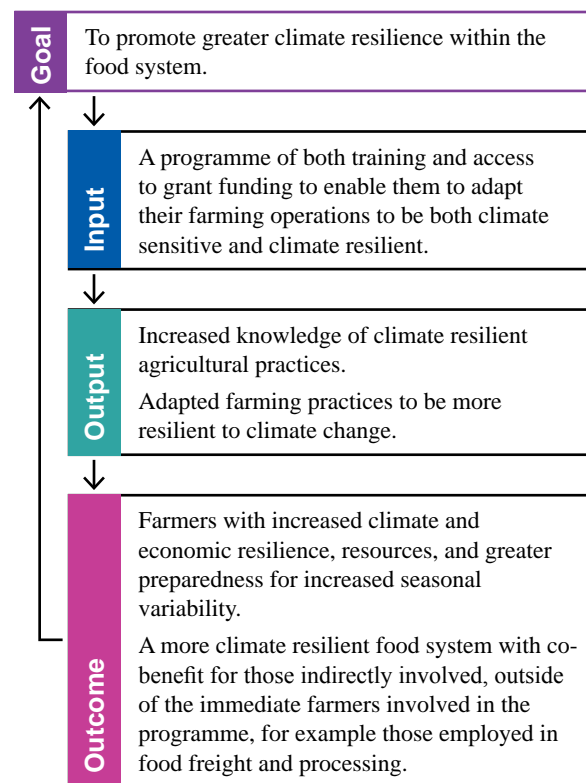 Goal
To promote greater climate resilience within the
food system.
Input
A programme of both training and access
to grant funding to enable them to adapt
their farming operations to be both climate
sensitive and climate resilient.
Output
Increased knowledge of climate resilient
agricultural practices.
Adapted farming practices to be more
resilient to climate change.
Outcome
Farmers with increased climate and
economic resilience, resources, and greater
preparedness for increased seasonal
variability.
A more climate resilient food system with co-
benefit for those indirectly involved, outside
of the immediate farmers involved in the
programme, for example those employed in
food freight and processing.